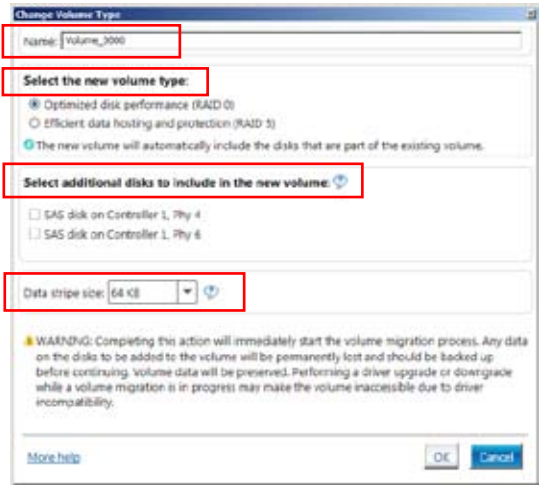 Change Volume Type
Name: Volume_0000
Select the new volume type:
Optimized disk performance (RAID 0)
Efficient data hosting and protection (RAID 5)
The new volume will automatically include the disks that are part of the existing volume.
Select additional disks to include in the new volume:
SAS disk on Controller 1, Phy 4
SAS disk on Controller 1, Phy 6
Data stripe size: 64 KB
WARNING: Completing this action will immediately start the volume migration process. Any data
on the disks to be added to the volume will be permanently lost and should be backed up
before continuing. Volume data will be preserved. Performing a driver upgrade or downgrade
while a volume migration is in progress may make the volume inaccessible due to driver
incompatibility.
More help
OK
Cancel